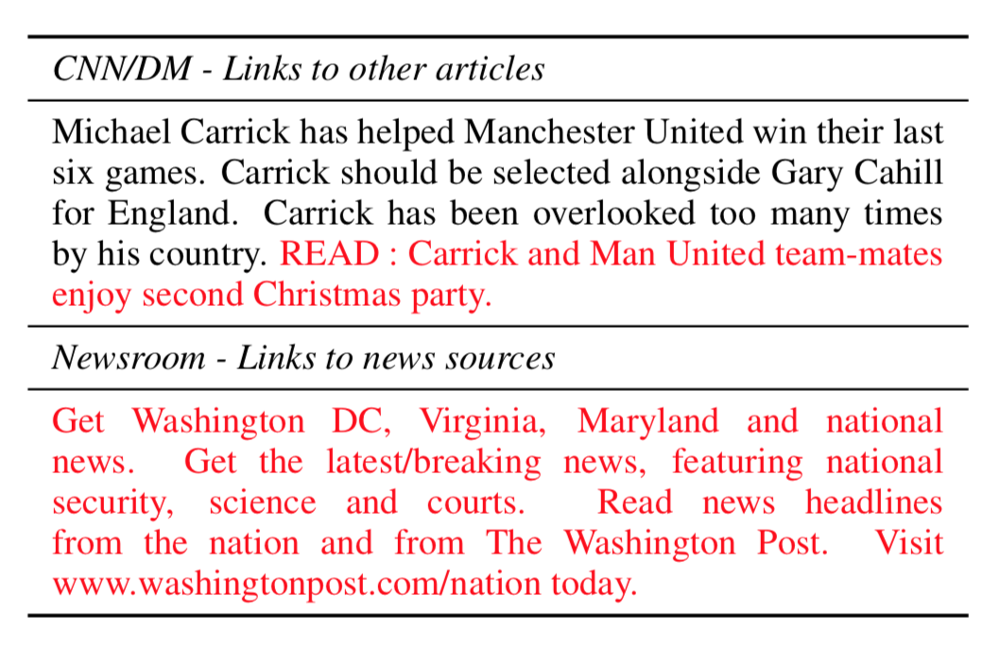 CNN/DM - Links to other articles
Michael Carrick has helped Manchester United win their last
six games. Carrick should be selected alongside Gary Cahill
for England. Carrick has been overlooked too many times
by his country. READ : Carrick and Man United team-mates
enjoy second Christmas party.
Newsroom - Links to news sources
Get Washington DC, Virginia, Maryland and national
news. Get the latest/breaking news, featuring national
security, science and courts. Read news headlines
from the nation and from The Washington Post. Visit
www.washingtonpost.com/nation today.